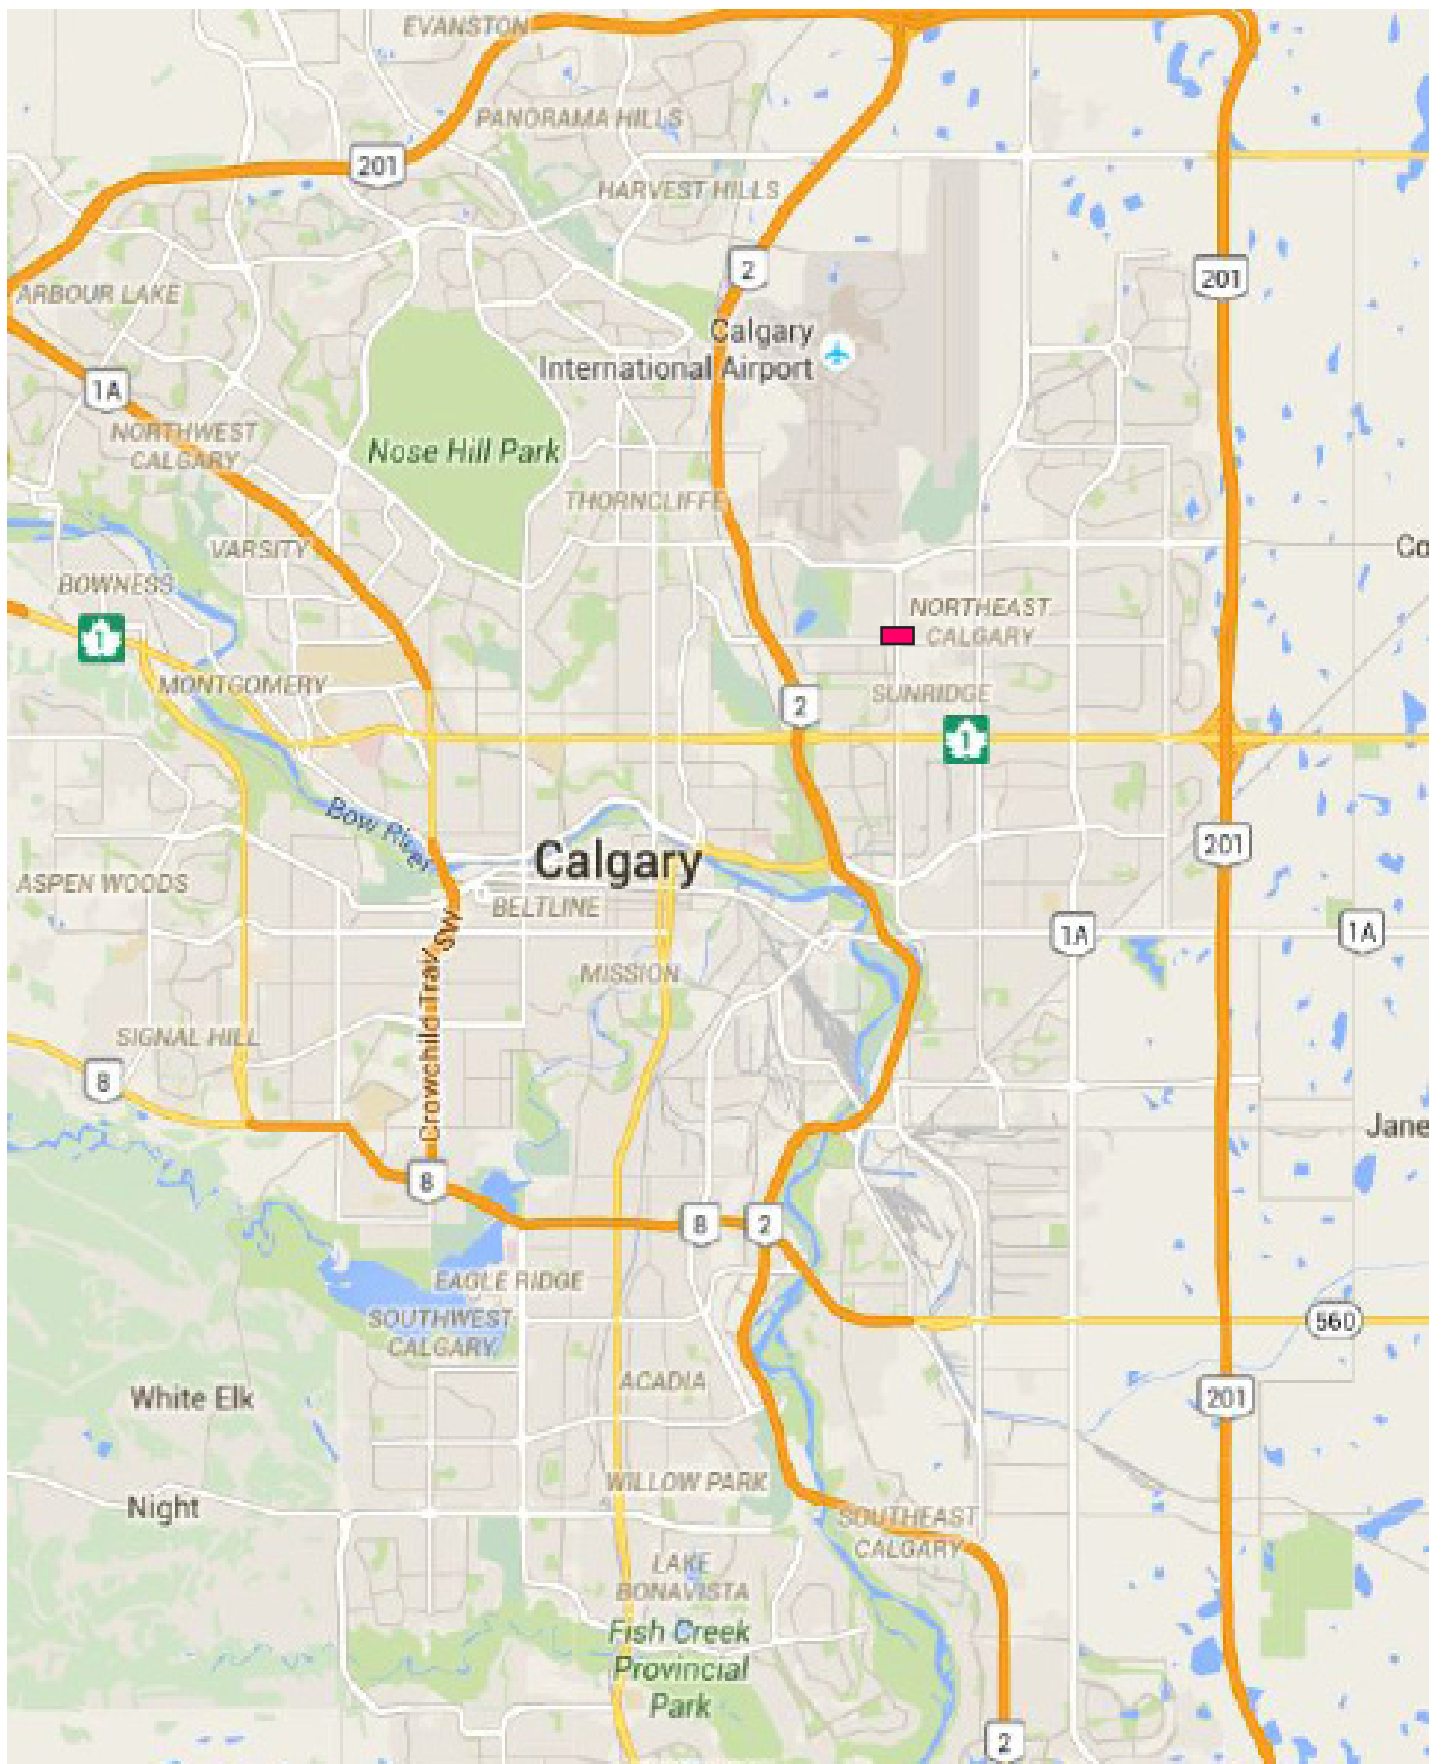 EVANSTON
PANORAMA HILLS
201
HARVEST HILLS
2
201
ARBOUR LAKE
Calgary
International Airport
1A
NORTHWEST
CALGARY
Nose Hill Park
THORNCLIFFE
VARSITY
Co
BOWNESS
NORTHEAST
CALGARY
1
MONTGOMERY
SUNRIDGE
2
1
Bow River
Calgary
201
ASPEN WOODS
BELTLINE
1A
1A
Crowchild Trail SW
MISSION
SIGNAL HILL
8
Jane
8
8
2
EAGLE RIDGE
SOUTHWEST
CALGARY
560
ACADIA
White Elk
201
WILLOW PARK
Night
SOUTHEAST
CALGARY
LAKE
BONAVISTA
Fish Creek
Provincial
Park
2